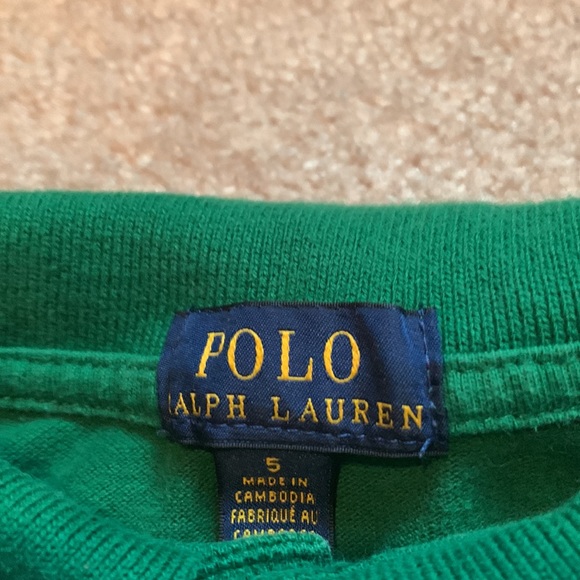 POLO
RALPH LAUREN
5
MADE IN
CAMBODIA
FABRIQUÉ AU